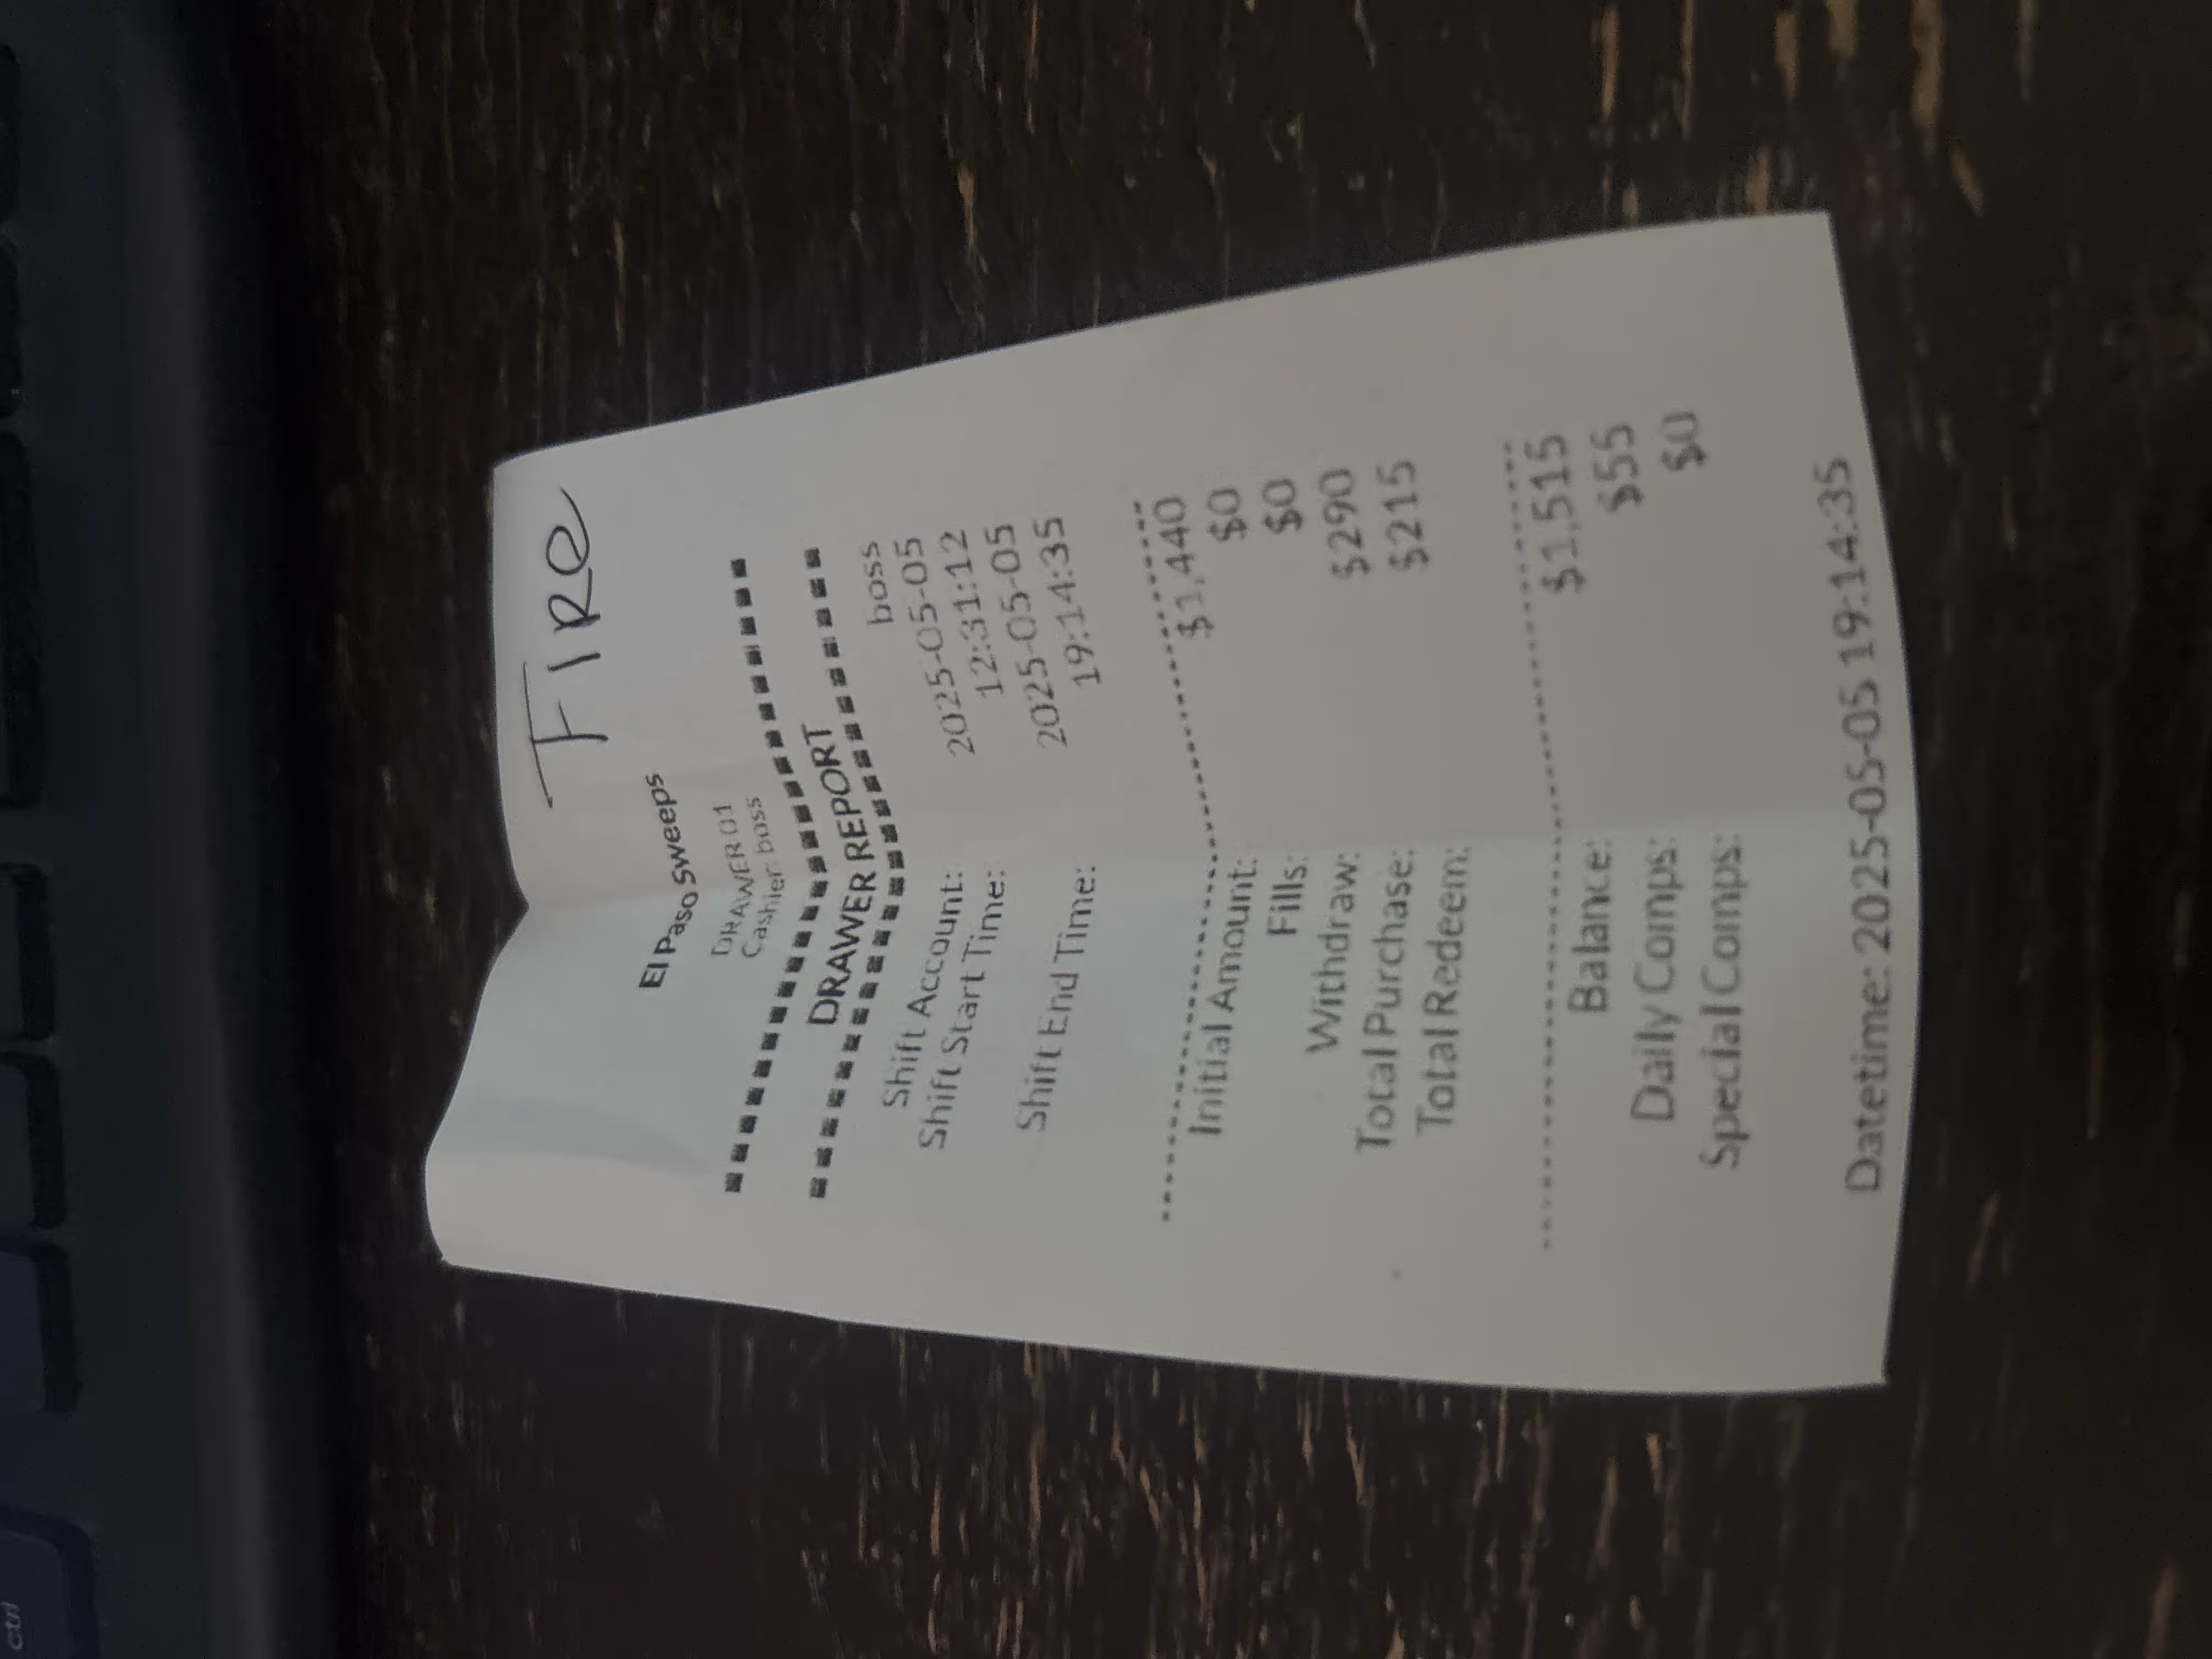 FIRe
El Paso Sweeps
DRAWER 01
Cashier: boss
DRAWER REPORT
Shift Account: boss
Shift Start Time: 2025-05-05
12:31:12
Shift End Time: 2025-05-05
19:14:35
Initial Amount: $1,440
Fills: $0
Withdraw: $0
Total Purchase: $290
Total Redeem: $215
Balance: $1,515
Daily Comps: $55
Special Comps: $0
Datetime: 2025-05-05 19:14:35
ctrl